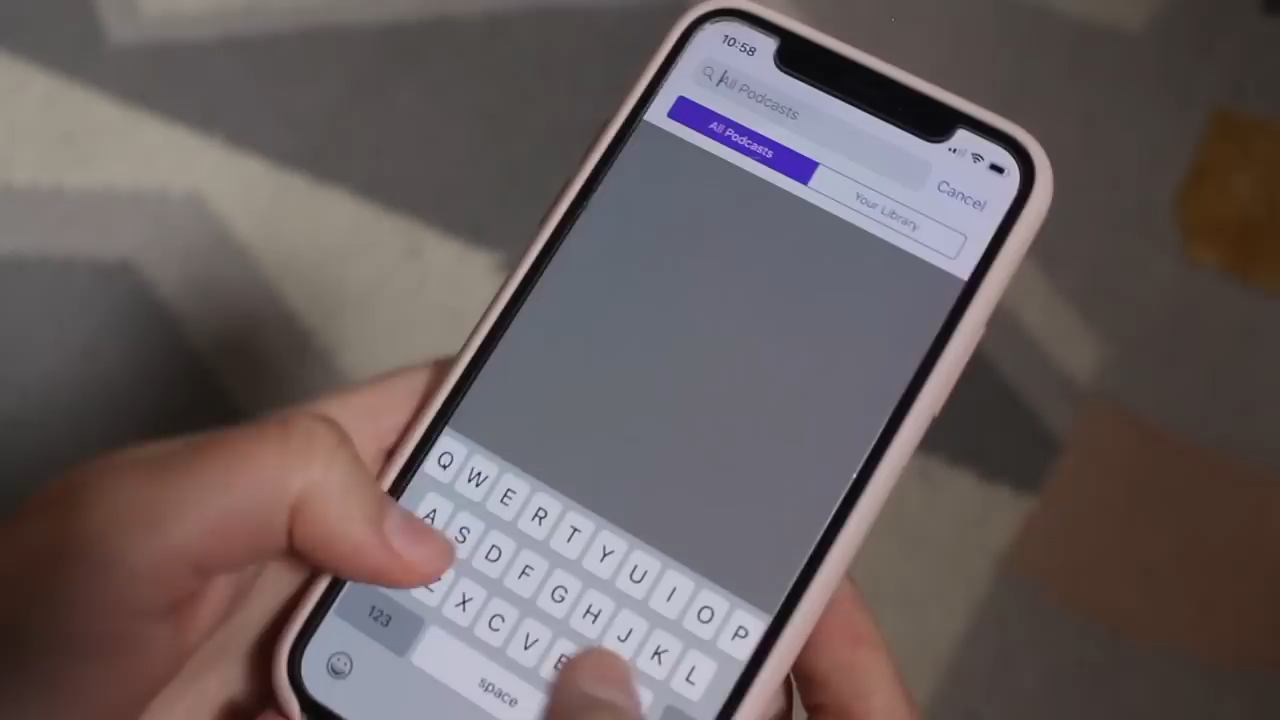 10:58
All Podcasts
Cancel
All Podcasts
Your Library
Q W E R T Y U I O P
A S D F G H J K L
X C V
123
space